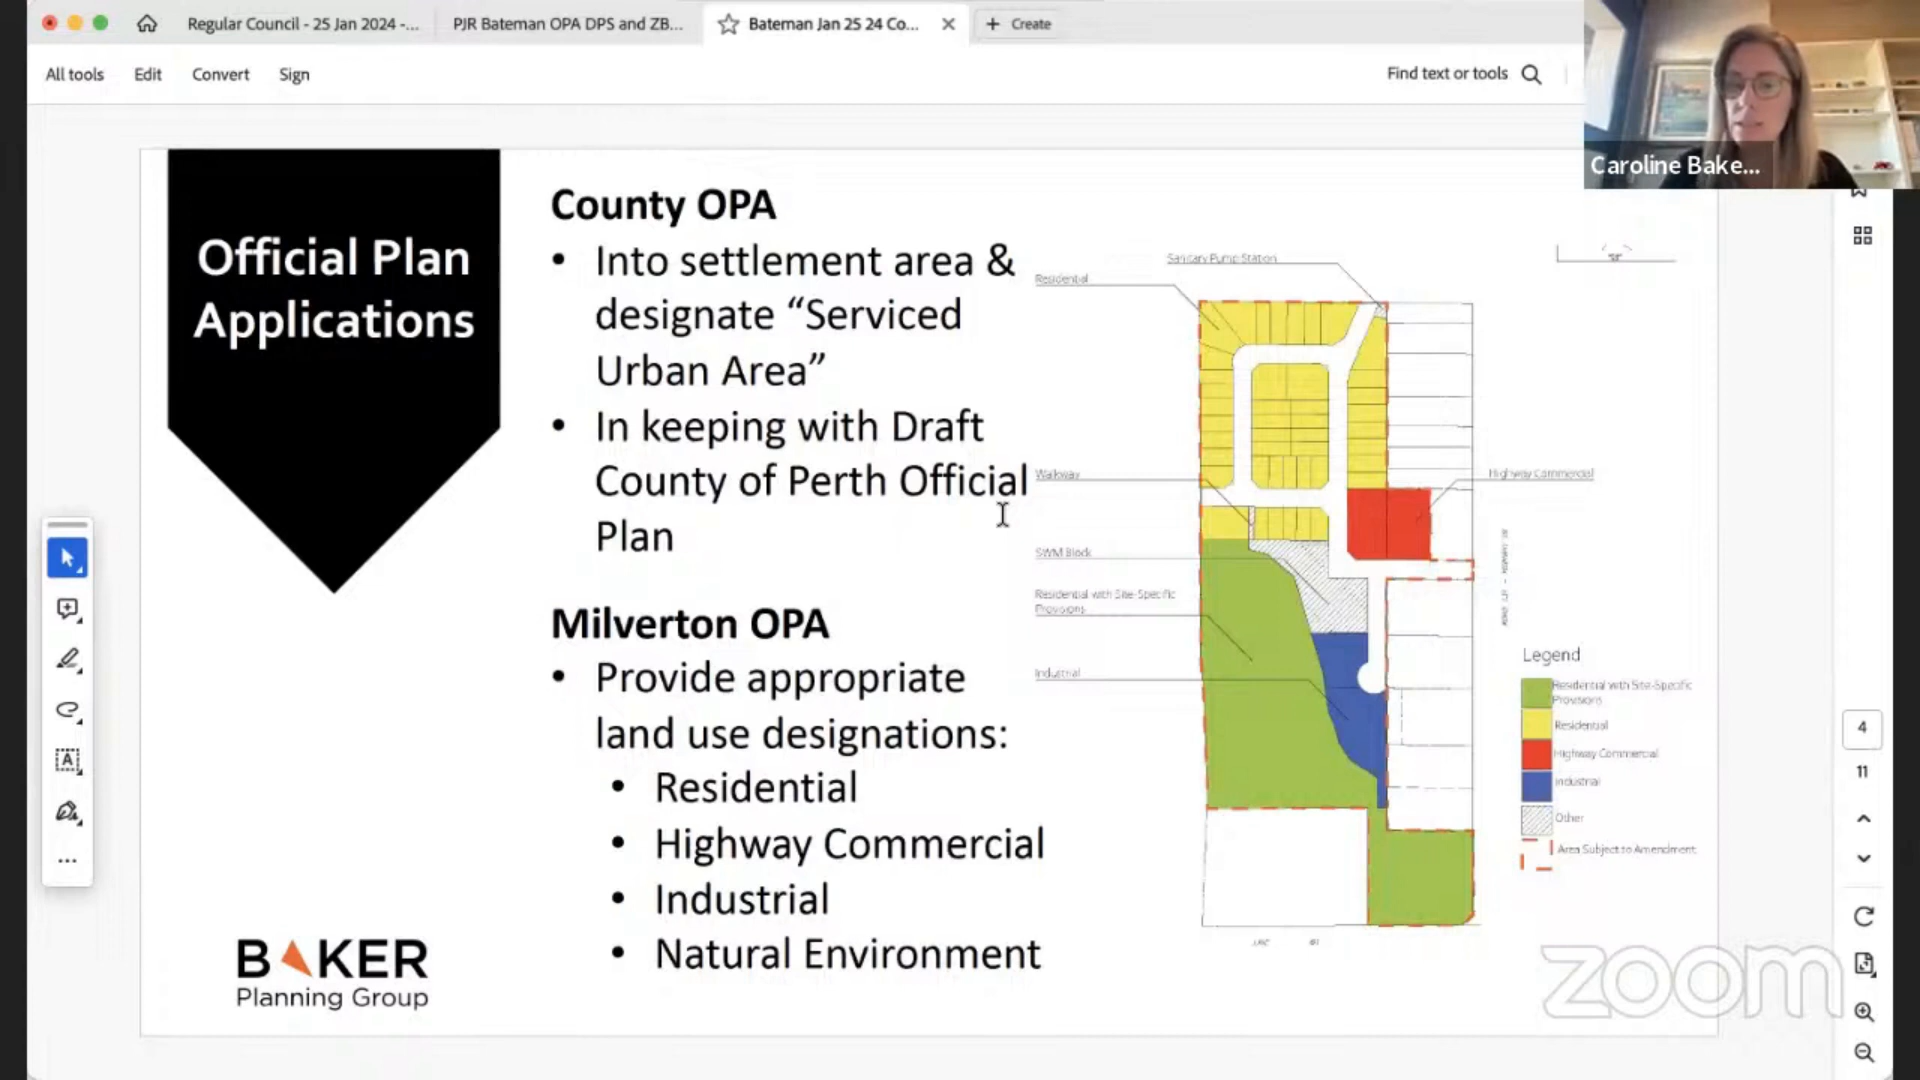 Regular Council - 25 Jan 2024 -...
PJR Bateman OPA DPS and ZB...
Bateman Jan 25 24 Co...
Create
All tools
Edit
Convert
Sign
Find text or tools
Caroline Bake...
Official Plan
Applications
County OPA
• Into settlement area &
designate “Serviced
Urban Area”
• In keeping with Draft
County of Perth Official
Plan
Milverton OPA
• Provide appropriate
land use designations:
• Residential
• Highway Commercial
• Industrial
• Natural Environment
Sanitary Pump Station
Residential
Walkway
Highway Commercial
SWM Block
Residential with Site-Specific
Provisions
Industrial
Legend
Residential with Site-Specific
Provisions
Residential
Highway Commercial
Industrial
Other
Area Subject to Amendment
4
11
BAKER
Planning Group
zoom